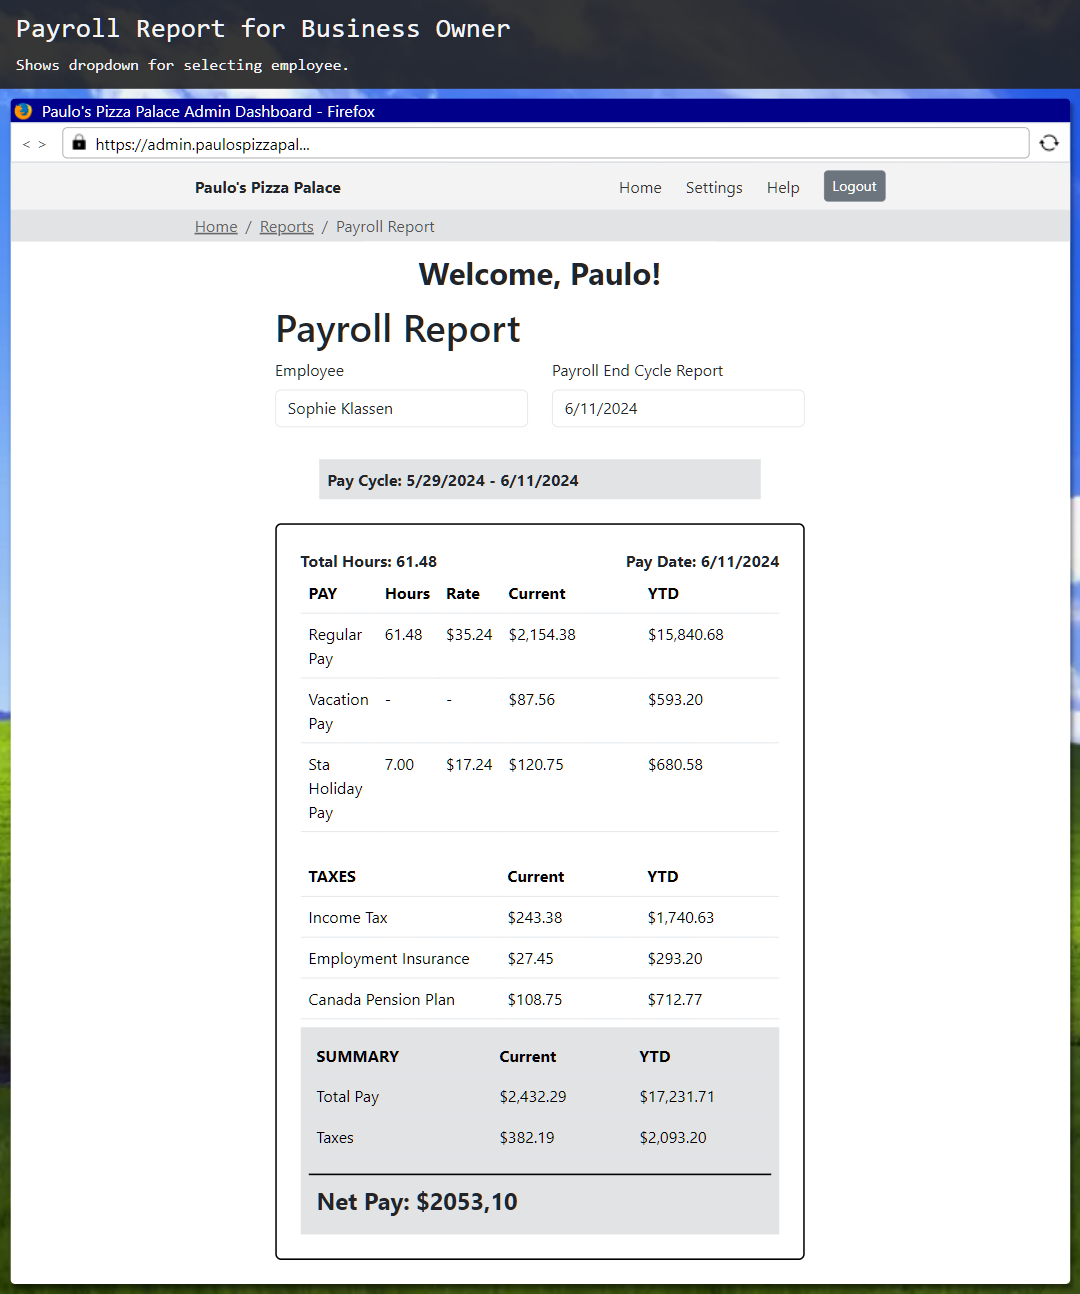 Payroll Report for Business Owner
Shows dropdown for selecting employee.
Paulo's Pizza Palace Admin Dashboard - Firefox
< > https://admin.paulospizzapal...
Paulo's Pizza Palace Home Settings Help Logout
Home / Reports / Payroll Report
Welcome, Paulo!
Payroll Report
Employee Payroll End Cycle Report
Sophie Klassen 6/11/2024
Pay Cycle: 5/29/2024 - 6/11/2024
Total Hours: 61.48 Pay Date: 6/11/2024
PAY Hours Rate Current YTD
Regular 61.48 $35.24 $2,154.38 $15,840.68
Pay
Vacation - - $87.56 $593.20
Pay
Sta 7.00 $17.24 $120.75 $680.58
Holiday
Pay
TAXES Current YTD
Income Tax $243.38 $1,740.63
Employment Insurance $27.45 $293.20
Canada Pension Plan $108.75 $712.77
SUMMARY Current YTD
Total Pay $2,432.29 $17,231.71
Taxes $382.19 $2,093.20
Net Pay: $2053,10